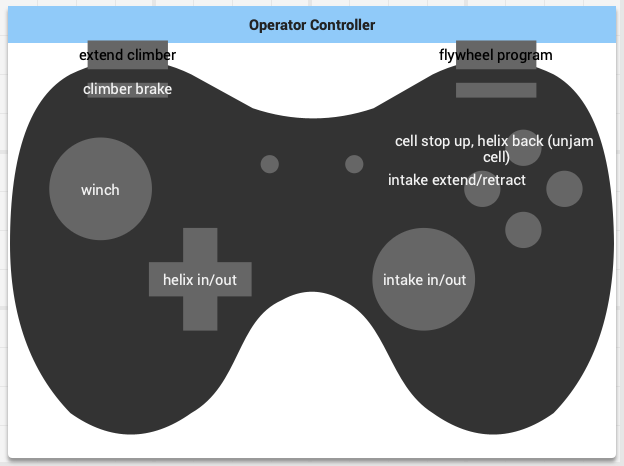 Operator Controller
extend climber
flywheel program
climber brake
cell stop up, helix back (unjam
cell)
intake extend/retract
winch
helix in/out
intake in/out